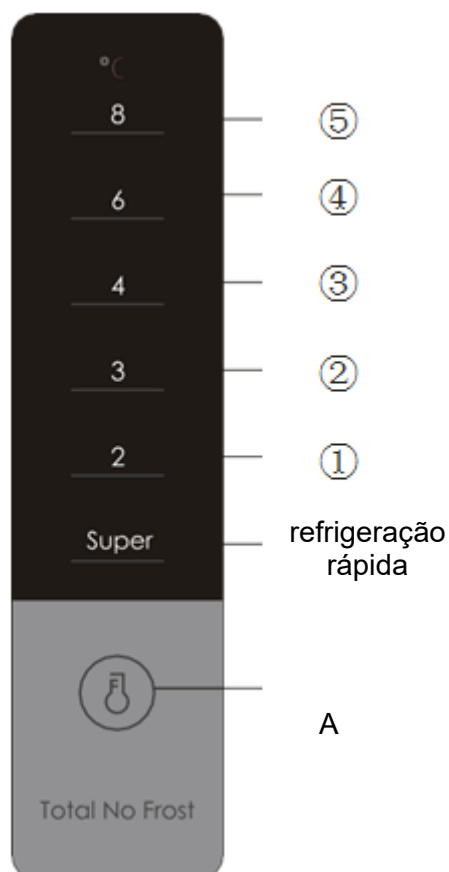 °C
8 ⑤
6 ④
4 ③
3 ②
2 ①
Super refrigeração
rápida
A
Total No Frost